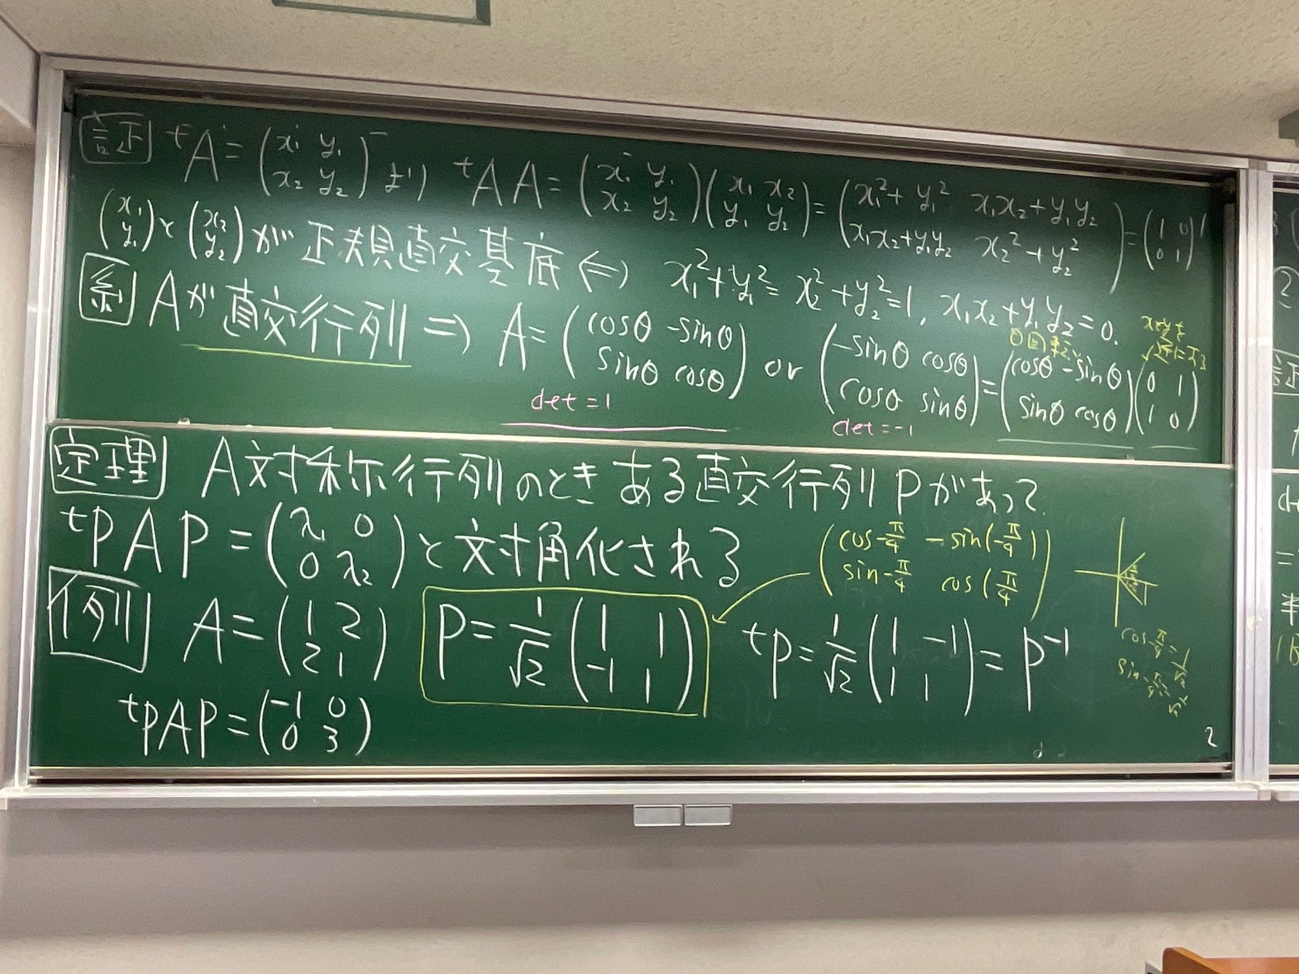 証 ᵗA = (x₁ y₁ / x₂ y₂) より ᵗAA = (x₁ y₁ / x₂ y₂)(x₁ x₂ / y₁ y₂) = (x₁²+y₁² x₁x₂+y₁y₂ / x₁x₂+y₁y₂ x₂²+y₂²) = (1 0 / 0 1)
(x₁ / y₁)と(x₂ / y₂)が正規直交基底 ⇔ x₁²+y₁²=x₂²+y₂²=1, x₁x₂+y₁y₂=0.
系 Aが直交行列 ⇒ A = (cosθ -sinθ / sinθ cosθ) or (-sinθ cosθ / cosθ sinθ) = (cosθ -sinθ / sinθ cosθ)(0 1 / 1 0)
det=1
det=-1
定理 A対称行列のときある直交行列Pがあって
ᵗPAP = (λ₁ 0 / 0 λ₂)と対角化される
(cos-π/4 -sin(-π/4) / sin-π/4 cos(π/4))
例 A = (1 2 / 2 1) P = 1/√2 (1 1 / -1 1) ᵗP = 1/√2 (1 -1 / 1 1) = P⁻¹
ᵗPAP = (-1 0 / 0 3)
2